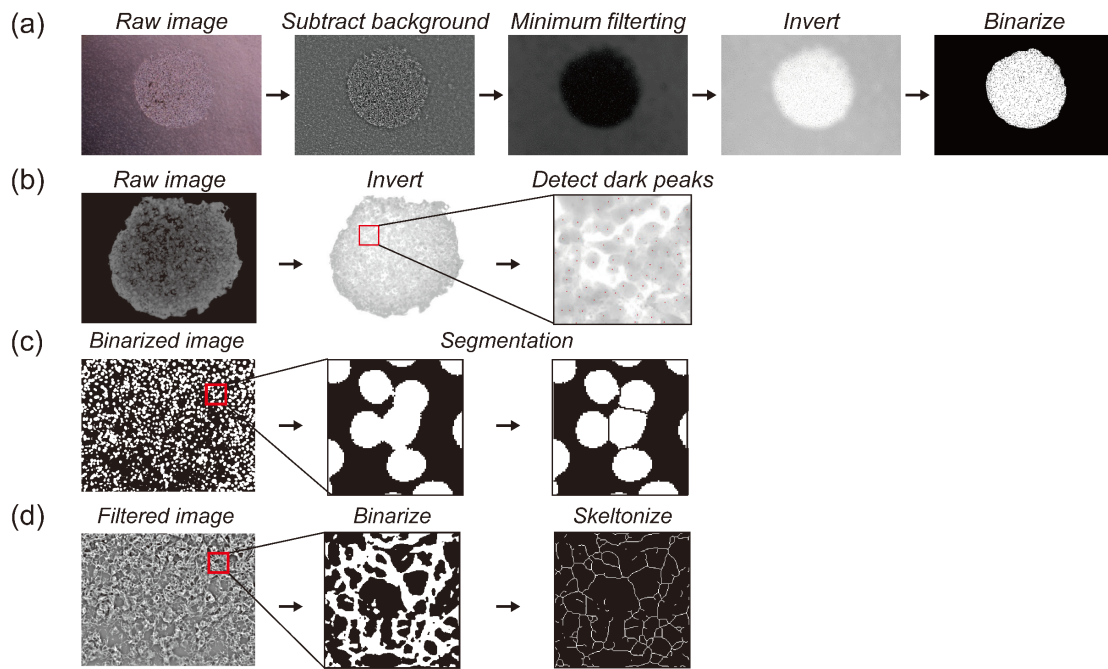 (a) Raw image Subtract background Minimum filterting Invert Binarize
(b) Raw image Invert Detect dark peaks
(c) Binarized image Segmentation
(d) Filtered image Binarize Skeltonize